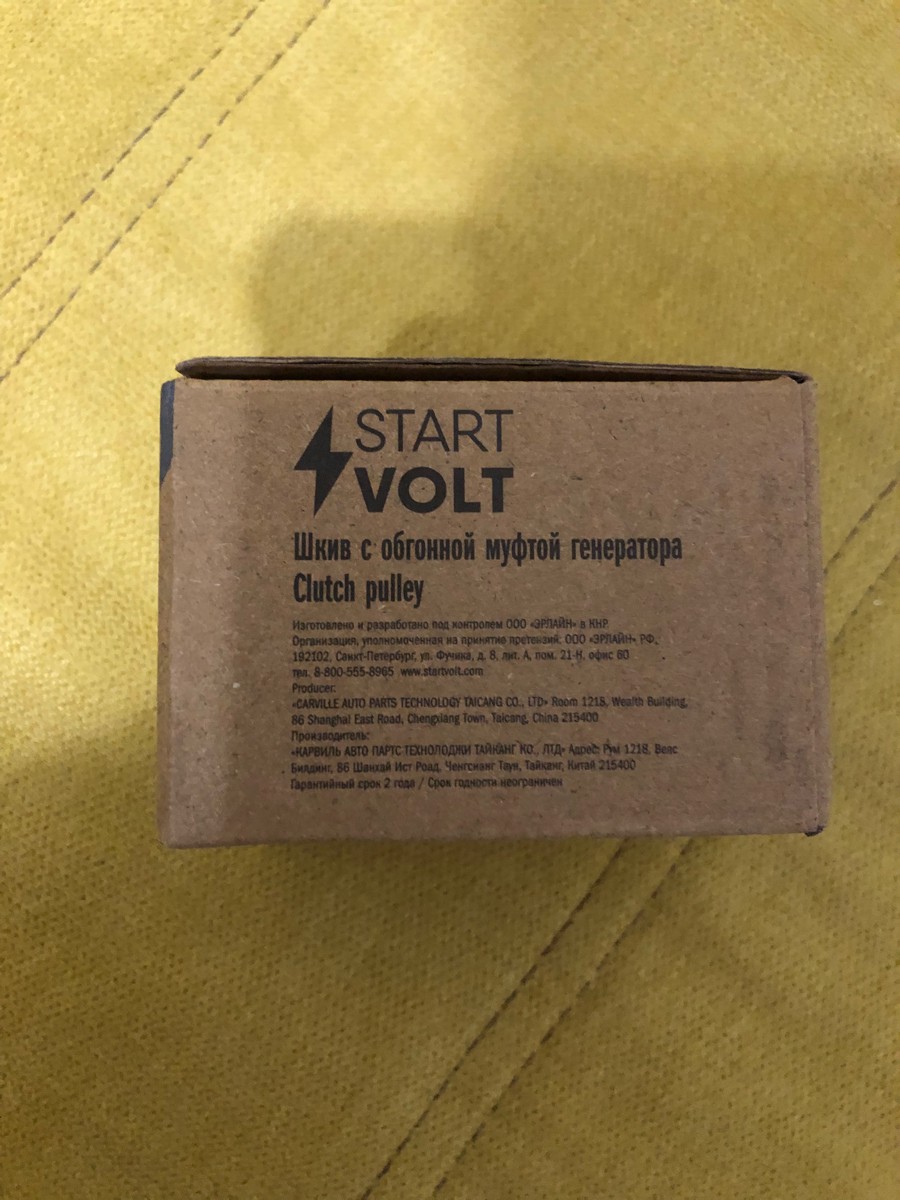 START
VOLT
Шкив с обгонной муфтой генератора
Clutch pulley
Изготовлено и разработано под контролем ООО «ЭРЛАЙН» в КНР
Организация, уполномоченная на принятие претензий: ООО «ЭРЛАЙН» РФ,
192102, Санкт-Петербург, ул. Фучика, д. 8, лит. А, пом. 21-Н, офис 60
тел. 8-800-555-8965 www.startvolt.com
Producer:
«CARVILLE AUTO PARTS TECHNOLOGY TAICANG CO., LTD» Room 1218, Wealth Building,
86 Shanghai East Road, Chengxiang Town, Taicang, China 215400
Производитель:
«КАРВИЛЬ АВТО ПАРТС ТЕХНОЛОДЖИ ТАЙКАНГ КО., ЛТД» Адрес: Рум 1218, Велс
Билдинг, 86 Шанхай Ист Роад, Ченгсианг Таун, Тайканг, Китай 215400
Гарантийный срок 2 года / Срок годности неограничен